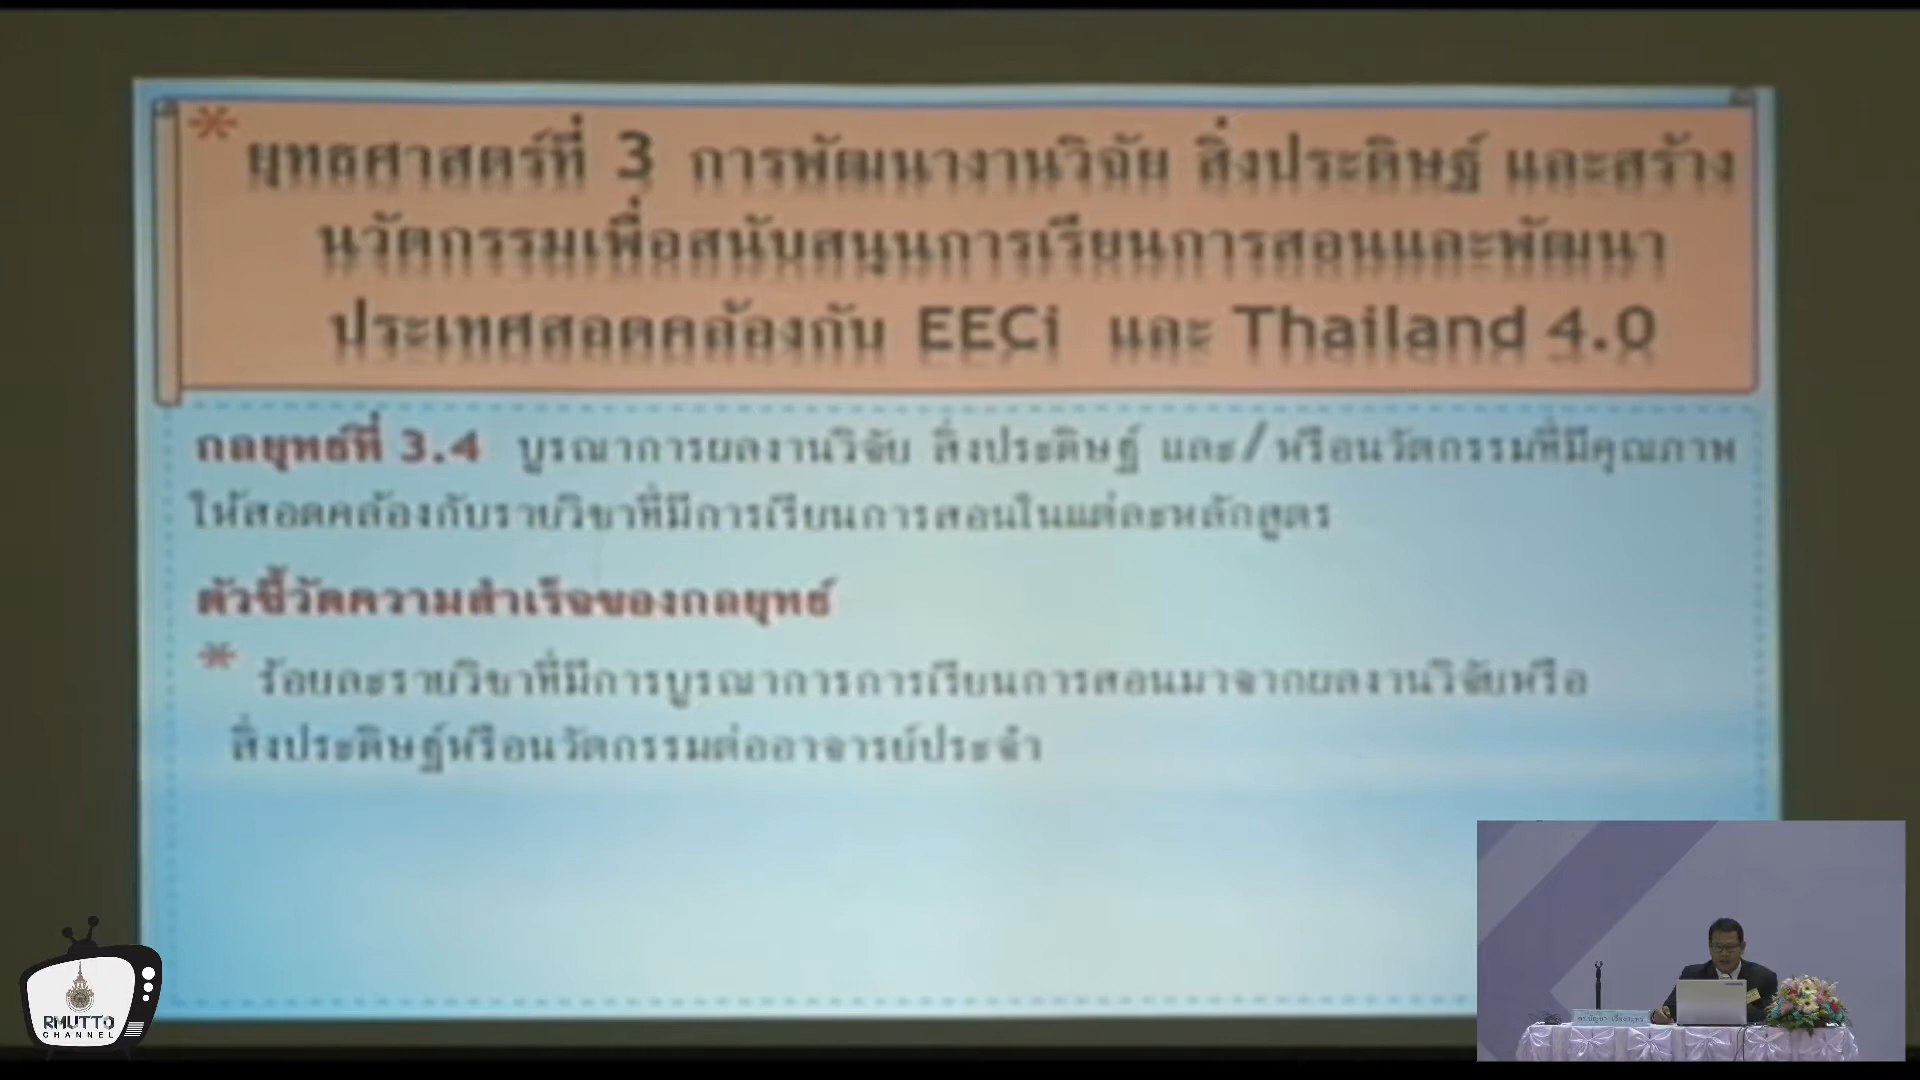 * ยุทธศาสตร์ที่ 3 การพัฒนางานวิจัย สิ่งประดิษฐ์ และสร้าง
นวัตกรรมเพื่อสนับสนุนการเรียนการสอนและพัฒนา
ประเทศสอดคล้องกับ EECi และ Thailand 4.0
กลยุทธ์ที่ 3.4 บูรณาการผลงานวิจัย สิ่งประดิษฐ์ และ/หรือนวัตกรรมที่มีคุณภาพ
ให้สอดคล้องกับรายวิชาที่มีการเรียนการสอนในแต่ละหลักสูตร
ตัวชี้วัดความสำเร็จของกลยุทธ์
* ร้อยละรายวิชาที่มีการบูรณาการการเรียนการสอนมาจากผลงานวิจัยหรือ
สิ่งประดิษฐ์หรือนวัตกรรมต่ออาจารย์ประจำ
RMUTTO
CHANNEL